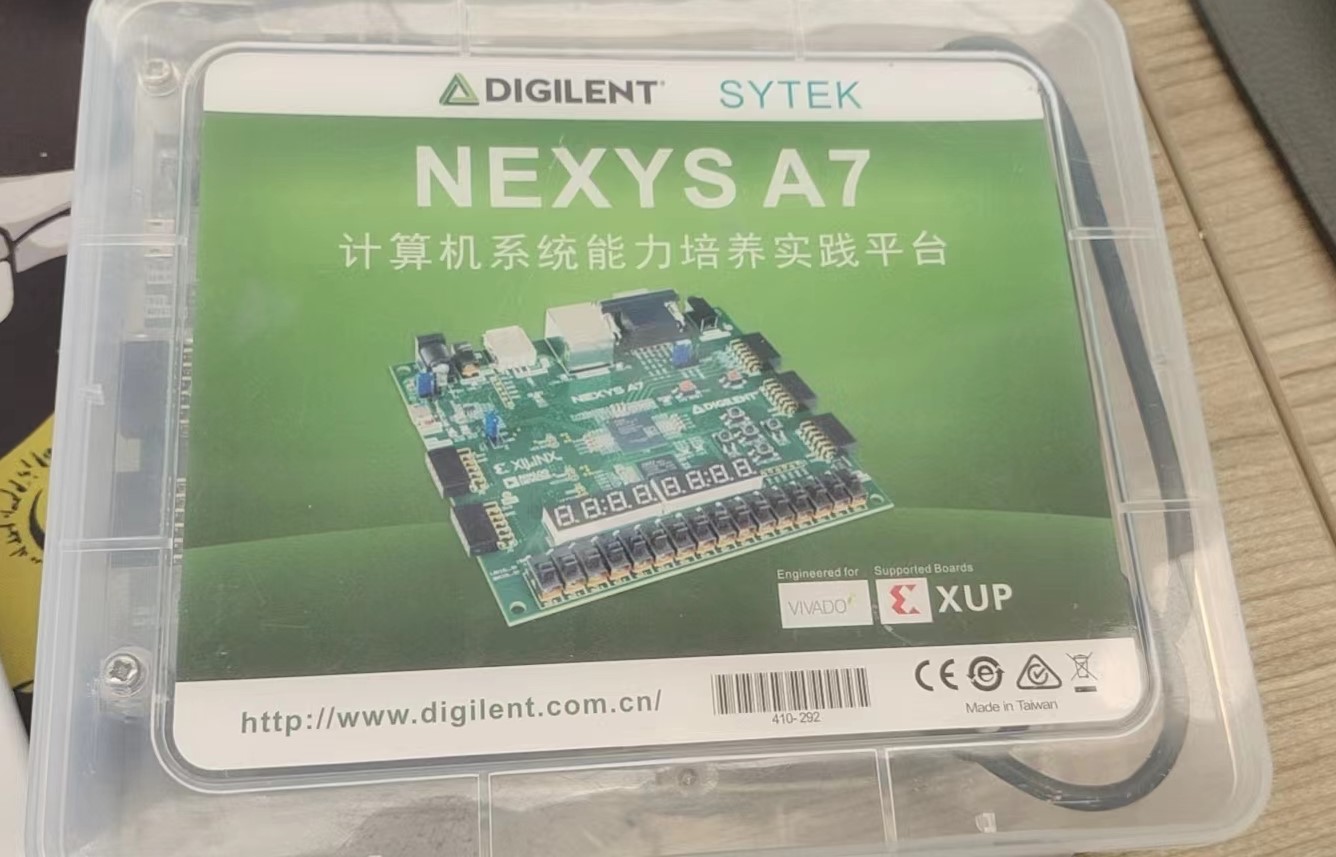 DIGILENT SYTEK
NEXYS A7
计算机系统能力培养实践平台
NEXYS A7
DIGILENT
XILINX
Engineered for Supported Boards
VIVADO XUP
http://www.digilent.com.cn/
410-292
CE
Made in Taiwan